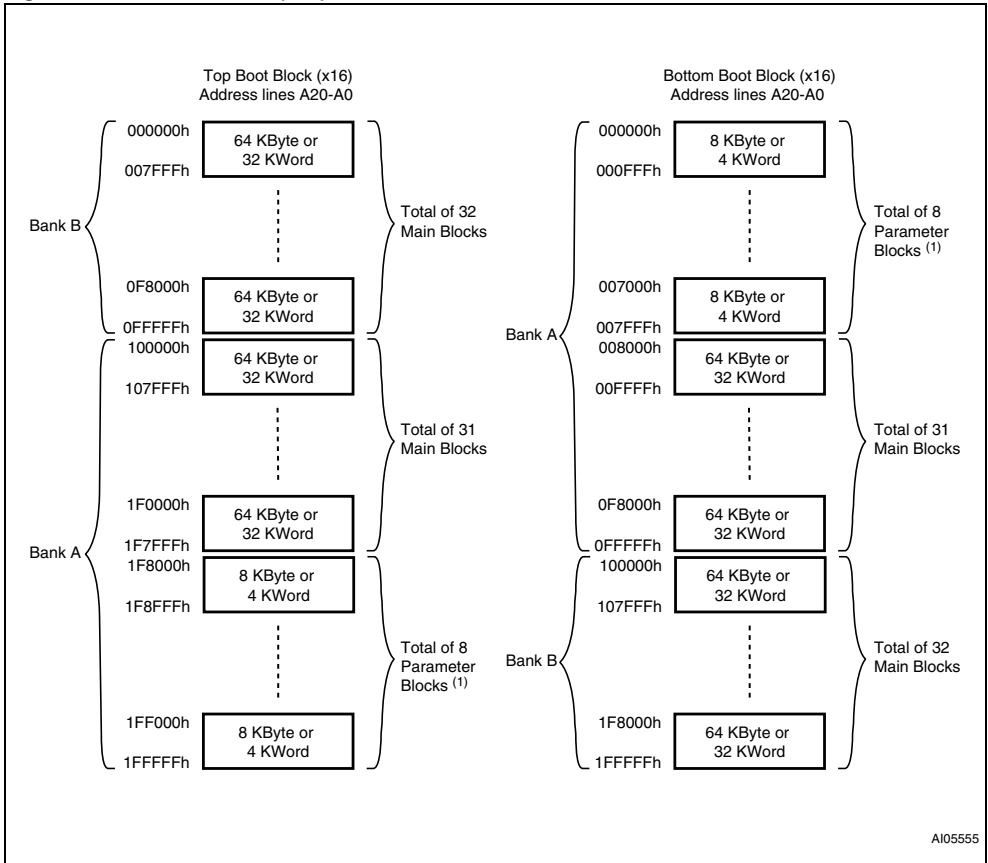 Top Boot Block (x16)
Address lines A20-A0
000000h
64 KByte or
32 KWord
007FFFh
Bank B
Total of 32
Main Blocks
0F8000h
64 KByte or
32 KWord
0FFFFFh
100000h
64 KByte or
32 KWord
107FFFh
Total of 31
Main Blocks
1F0000h
64 KByte or
32 KWord
1F7FFFh
Bank A
1F8000h
8 KByte or
4 KWord
1F8FFFh
Total of 8
Parameter
Blocks (1)
1FF000h
8 KByte or
4 KWord
1FFFFFh
Bottom Boot Block (x16)
Address lines A20-A0
000000h
8 KByte or
4 KWord
000FFFh
Total of 8
Parameter
Blocks (1)
007000h
8 KByte or
4 KWord
007FFFh
Bank A
008000h
64 KByte or
32 KWord
00FFFFh
Total of 31
Main Blocks
0F8000h
64 KByte or
32 KWord
0FFFFFh
100000h
64 KByte or
32 KWord
107FFFh
Bank B
Total of 32
Main Blocks
1F8000h
64 KByte or
32 KWord
1FFFFFh
AI05555